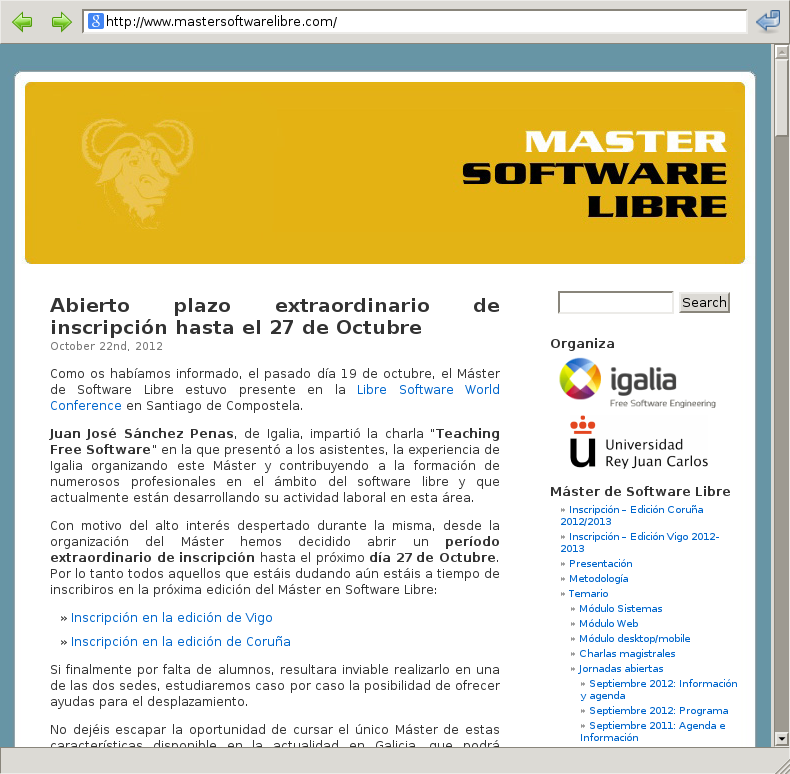 http://www.mastersoftwarelibre.com/
MASTER
SOFTWARE
LIBRE
Abierto plazo extraordinario de
inscripción hasta el 27 de Octubre
October 22nd, 2012
Como os habíamos informado, el pasado día 19 de octubre, el Máster
de Software Libre estuvo presente en la Libre Software World
Conference en Santiago de Compostela.
Juan José Sánchez Penas, de Igalia, impartió la charla "Teaching
Free Software" en la que presentó a los asistentes, la experiencia de
Igalia organizando este Máster y contribuyendo a la formación de
numerosos profesionales en el ámbito del software libre y que
actualmente están desarrollando su actividad laboral en esta área.
Con motivo del alto interés despertado durante la misma, desde la
organización del Máster hemos decidido abrir un período
extraordinario de inscripción hasta el próximo día 27 de Octubre.
Por lo tanto todos aquellos que estáis dudando aún estáis a tiempo de
inscribiros en la próxima edición del Máster en Software Libre:
» Inscripción en la edición de Vigo
» Inscripción en la edición de Coruña
Si finalmente por falta de alumnos, resultara inviable realizarlo en una
de las dos sedes, estudiaremos caso por caso la posibilidad de ofrecer
ayudas para el desplazamiento.
No dejéis escapar la oportunidad de cursar el único Máster de estas
características disponible en la actualidad en Galicia, que podrá
Search
Organiza
igalia
Free Software Engineering
Universidad
Rey Juan Carlos
Máster de Software Libre
» Inscripción – Edición Coruña
2012/2013
» Inscripción – Edición Vigo 2012-
2013
» Presentación
» Metodología
» Temario
» Módulo Sistemas
» Módulo Web
» Módulo desktop/mobile
» Charlas magistrales
» Jornadas abiertas
» Septiembre 2012: Información
y agenda
» Septiembre 2012: Programa
» Septiembre 2011: Agenda e
Información